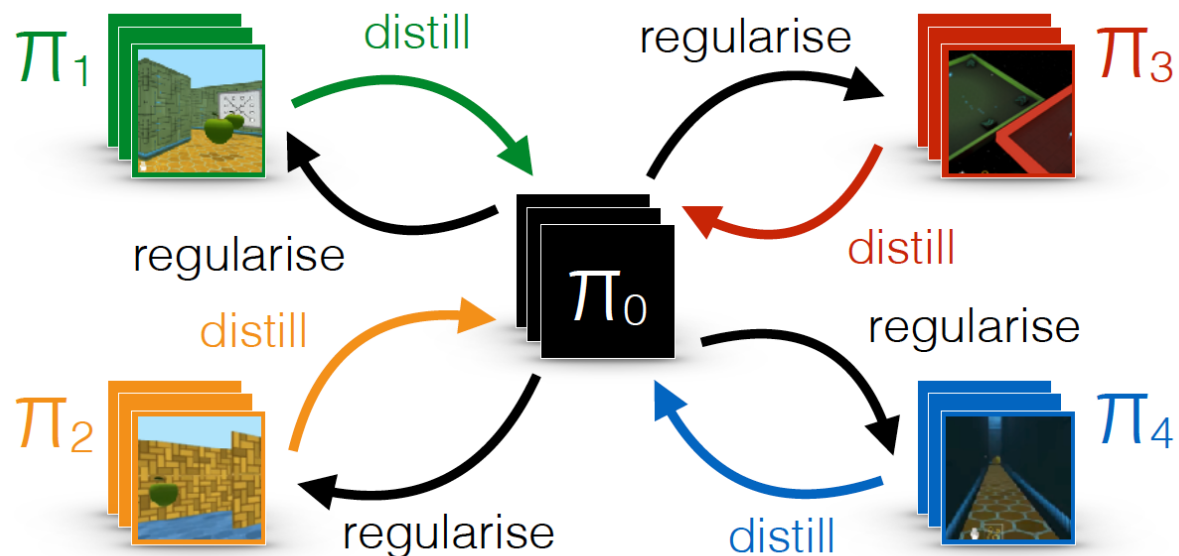 π1
distill
regularise
π3
regularise
distill
π0
distill
regularise
π2
regularise
distill
π4